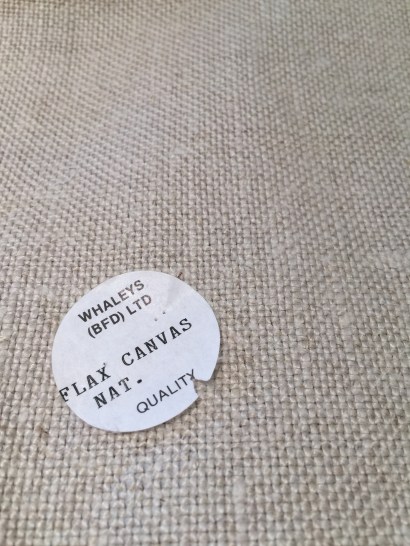 WHALEYS
(BFD) LTD
FLAX CANVAS
NAT.
QUALITY